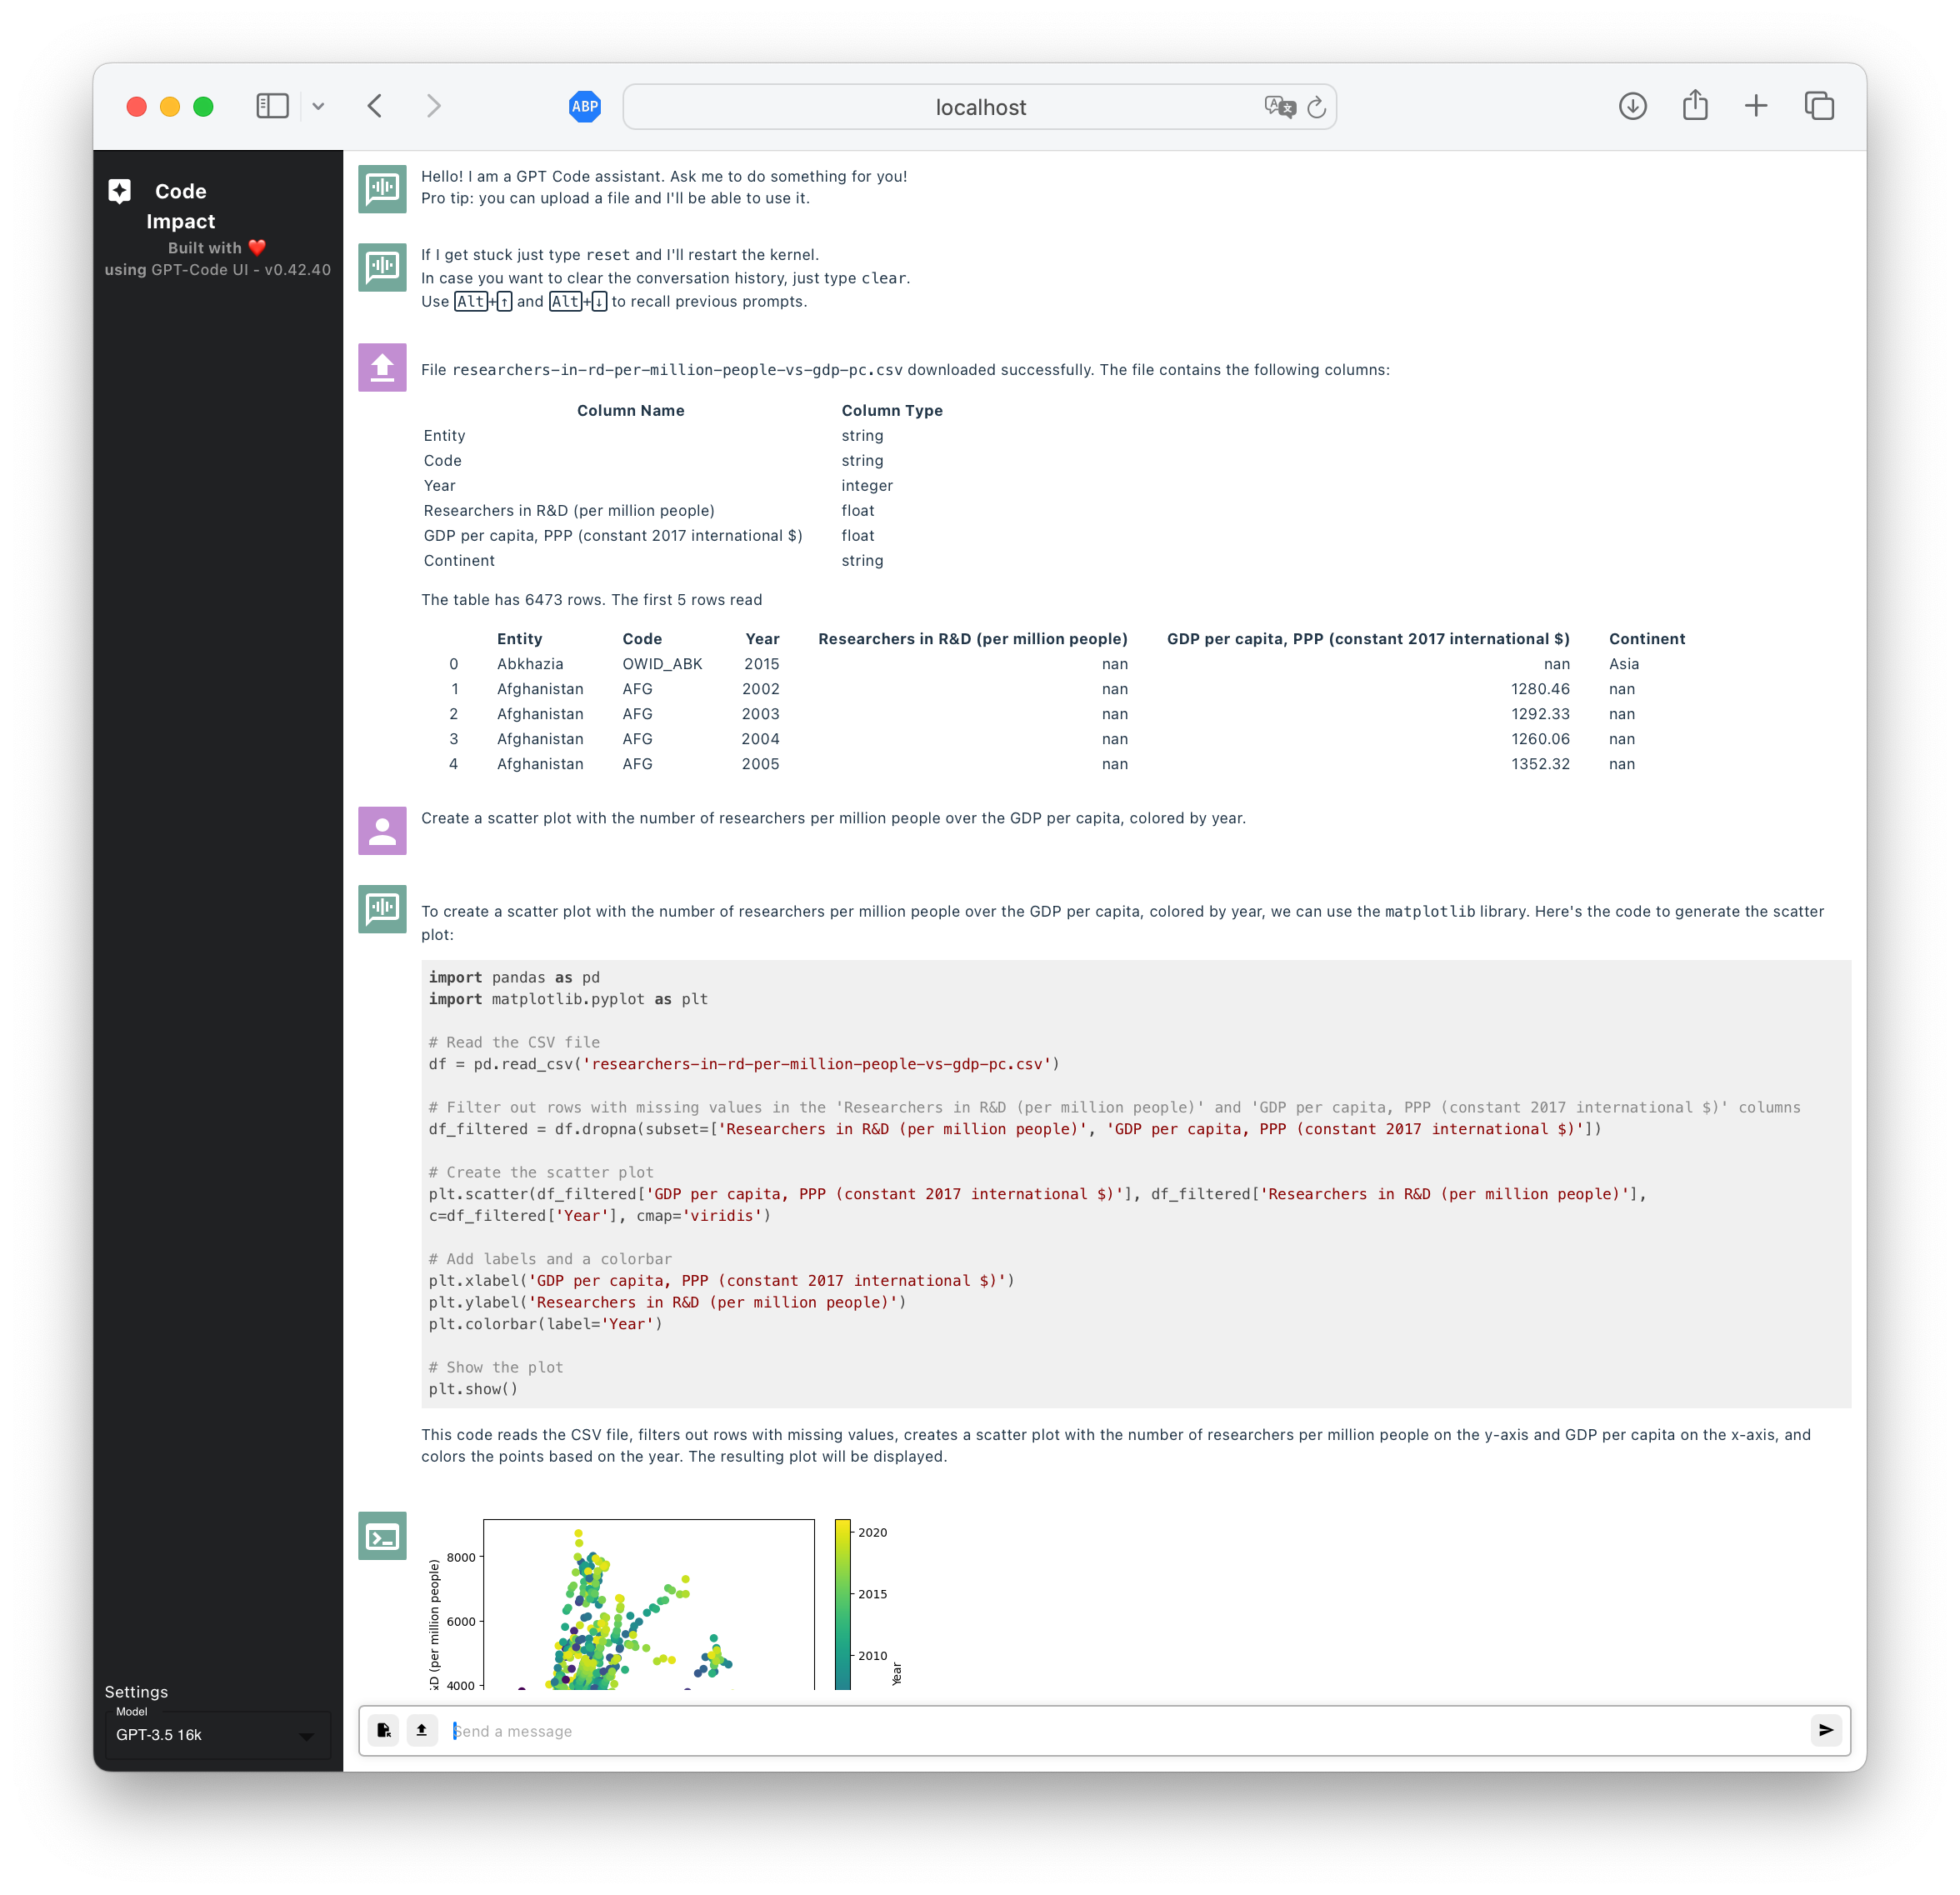 ABP
localhost
Code
Impact
Built with ❤️
using GPT-Code UI - v0.42.40
Hello! I am a GPT Code assistant. Ask me to do something for you!
Pro tip: you can upload a file and I'll be able to use it.
If I get stuck just type reset and I'll restart the kernel.
In case you want to clear the conversation history, just type clear.
Use Alt+↑ and Alt+↓ to recall previous prompts.
File researchers-in-rd-per-million-people-vs-gdp-pc.csv downloaded successfully. The file contains the following columns:
Column Name Column Type
Entity string
Code string
Year integer
Researchers in R&D (per million people) float
GDP per capita, PPP (constant 2017 international $) float
Continent string
The table has 6473 rows. The first 5 rows read
Entity Code Year Researchers in R&D (per million people) GDP per capita, PPP (constant 2017 international $) Continent
0 Abkhazia OWID_ABK 2015 nan nan Asia
1 Afghanistan AFG 2002 nan 1280.46 nan
2 Afghanistan AFG 2003 nan 1292.33 nan
3 Afghanistan AFG 2004 nan 1260.06 nan
4 Afghanistan AFG 2005 nan 1352.32 nan
Create a scatter plot with the number of researchers per million people over the GDP per capita, colored by year.
To create a scatter plot with the number of researchers per million people over the GDP per capita, colored by year, we can use the matplotlib library. Here's the code to generate the scatter
plot:
import pandas as pd
import matplotlib.pyplot as plt
# Read the CSV file
df = pd.read_csv('researchers-in-rd-per-million-people-vs-gdp-pc.csv')
# Filter out rows with missing values in the 'Researchers in R&D (per million people)' and 'GDP per capita, PPP (constant 2017 international $)' columns
df_filtered = df.dropna(subset=['Researchers in R&D (per million people)', 'GDP per capita, PPP (constant 2017 international $)'])
# Create the scatter plot
plt.scatter(df_filtered['GDP per capita, PPP (constant 2017 international $)'], df_filtered['Researchers in R&D (per million people)'],
c=df_filtered['Year'], cmap='viridis')
# Add labels and a colorbar
plt.xlabel('GDP per capita, PPP (constant 2017 international $)')
plt.ylabel('Researchers in R&D (per million people)')
plt.colorbar(label='Year')
# Show the plot
plt.show()
This code reads the CSV file, filters out rows with missing values, creates a scatter plot with the number of researchers per million people on the y-axis and GDP per capita on the x-axis, and
colors the points based on the year. The resulting plot will be displayed.
&D (per million people)
8000
6000
4000
2020
2015
2010
Year
Settings
Model
GPT-3.5 16k
Send a message